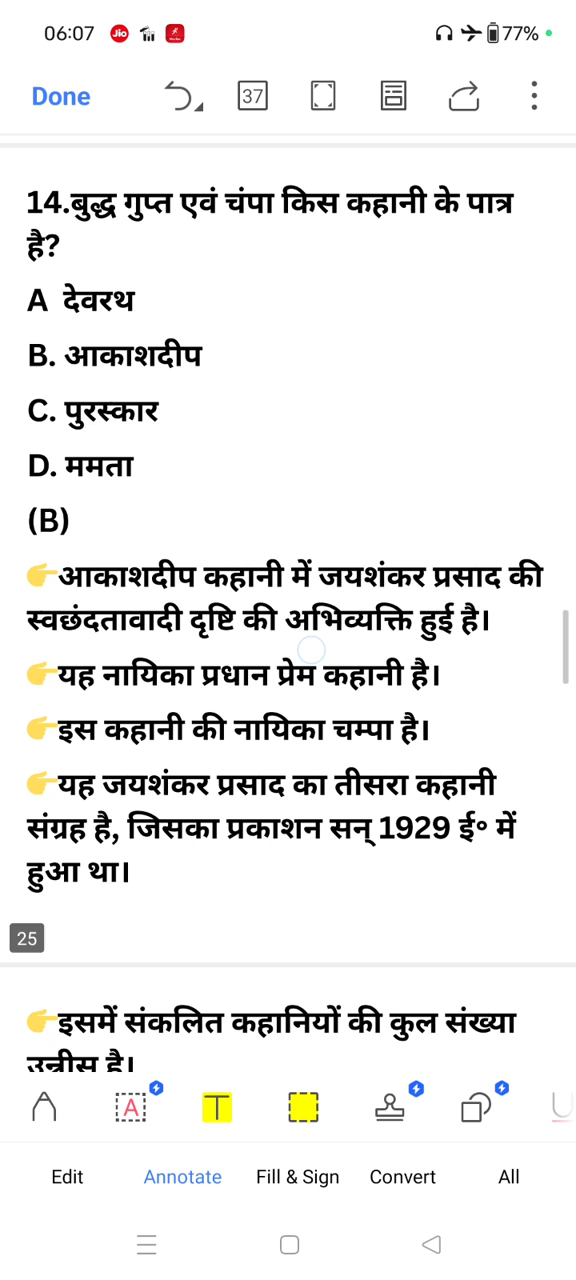 06:07
Jio
77%
Done
37
14.बुद्ध गुप्त एवं चंपा किस कहानी के पात्र
है?
A देवरथ
B. आकाशदीप
C. पुरस्कार
D. ममता
(B)
👉आकाशदीप कहानी में जयशंकर प्रसाद की
स्वछंदतावादी दृष्टि की अभिव्यक्ति हुई है।
👉यह नायिका प्रधान प्रेम कहानी है।
👉इस कहानी की नायिका चम्पा है।
👉यह जयशंकर प्रसाद का तीसरा कहानी
संग्रह है, जिसका प्रकाशन सन् 1929 ई॰ में
हुआ था।
25
👉इसमें संकलित कहानियों की कुल संख्या
उन्नीस है।
A T U
Edit Annotate Fill & Sign Convert All